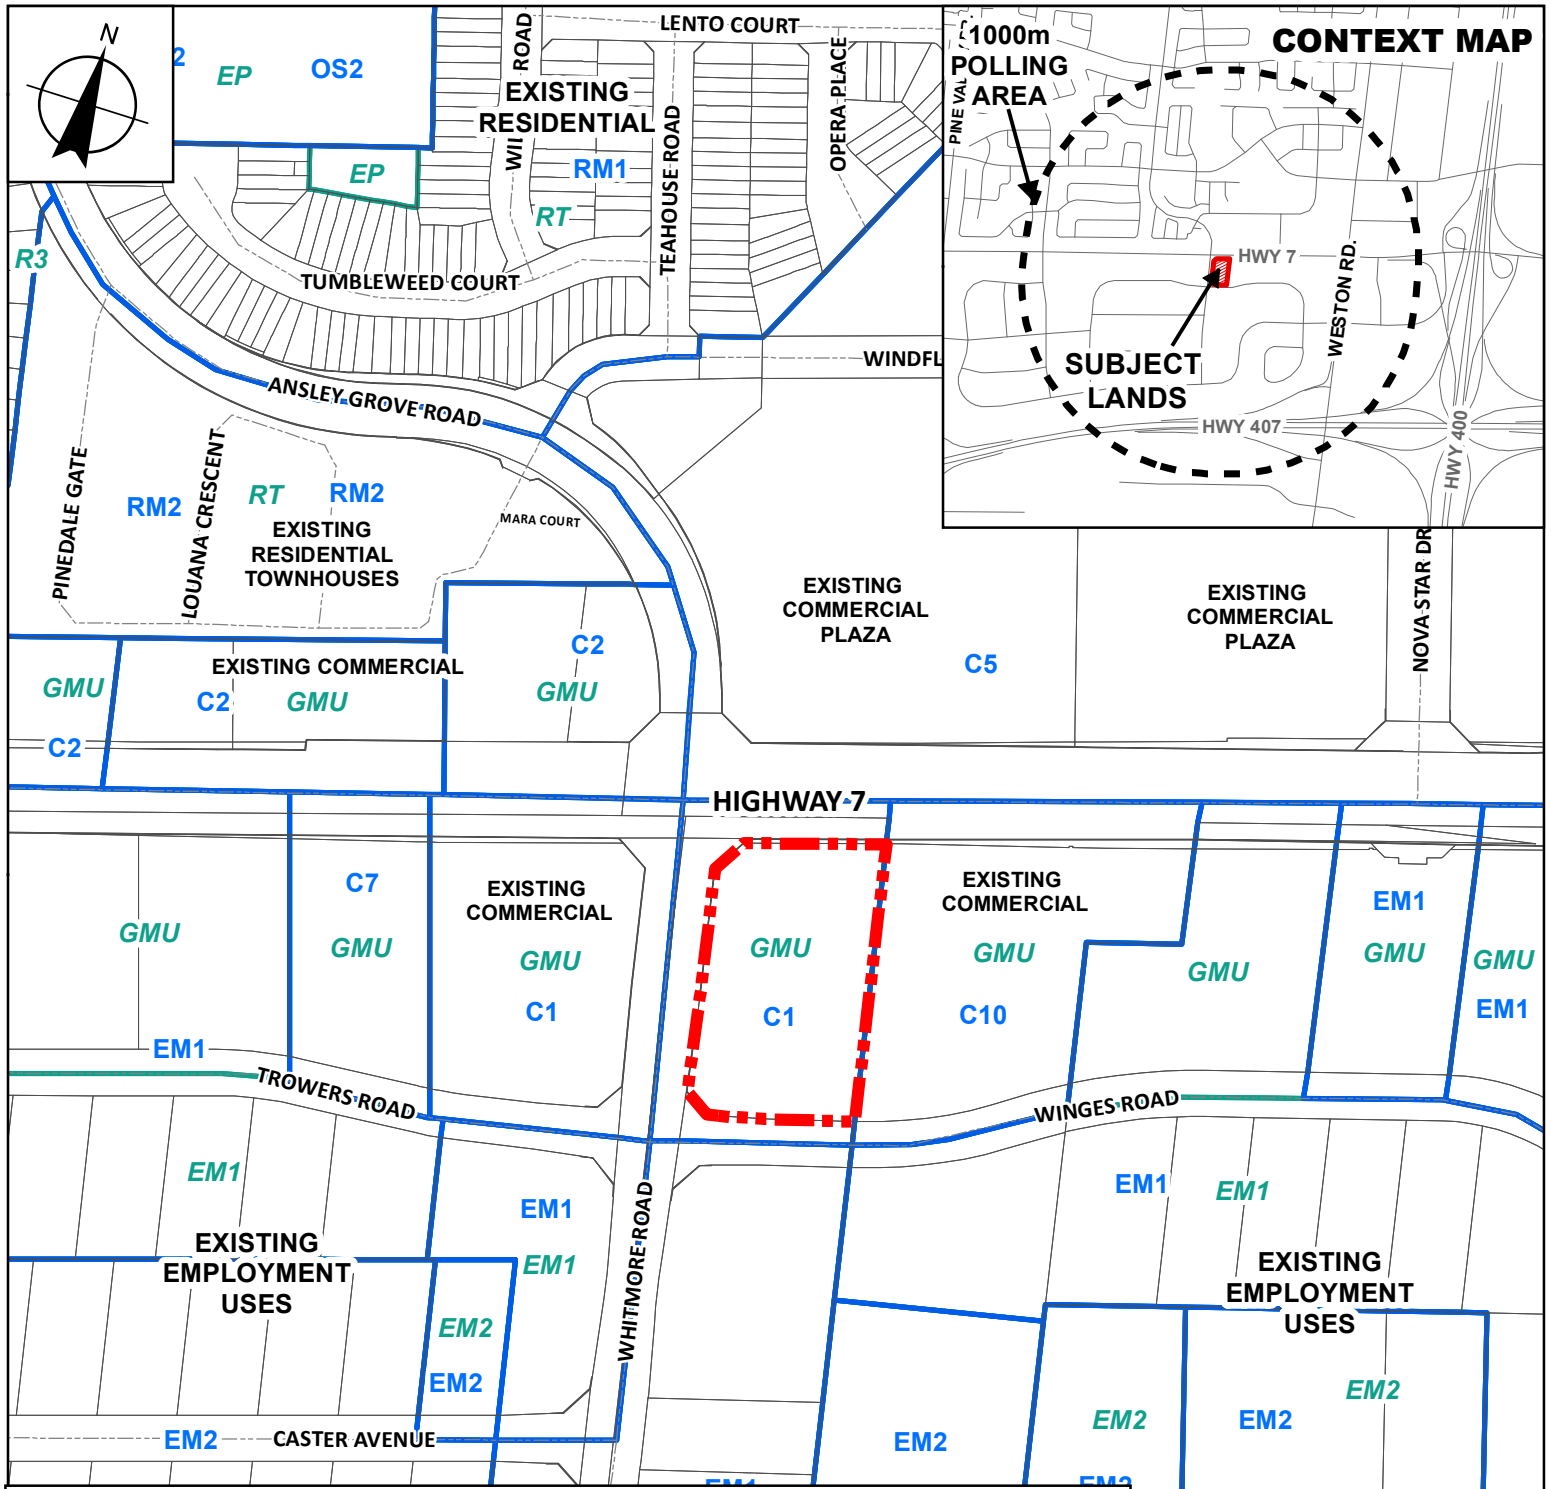 N
2
EP
OS2
EP
R3
WIL
ROAD
LENTO COURT
EXISTING
RESIDENTIAL
RM1
RT
TEAHOUSE ROAD
OPERA PLACE
TUMBLEWEED COURT
WINDFL
ANSLEY GROVE ROAD
CONTEXT MAP
1000m
POLLING
AREA
PINE VAL
HWY 7
WESTON RD.
SUBJECT
LANDS
HWY 407
HWY 400
PINEDALE GATE
LOUANA CRESCENT
RM2
RT
RM2
EXISTING
RESIDENTIAL
TOWNHOUSES
MARA COURT
EXISTING
COMMERCIAL
PLAZA
C5
EXISTING
COMMERCIAL
PLAZA
NOVA STAR DR
GMU
C2
EXISTING COMMERCIAL
C2
GMU
C2
GMU
HIGHWAY 7
GMU
EM1
C7
GMU
EXISTING
COMMERCIAL
GMU
C1
GMU
C1
EXISTING
COMMERCIAL
GMU
C10
GMU
EM1
GMU
GMU
EM1
TROWERS ROAD
WINGES ROAD
EM1
EXISTING
EMPLOYMENT
USES
EM1
EM1
EM2
EM2
WHITMORE ROAD
EM1
EM1
EXISTING
EMPLOYMENT
USES
EM2
EM2
EM2
EM2
EM2
CASTER AVENUE
EM1
EM2